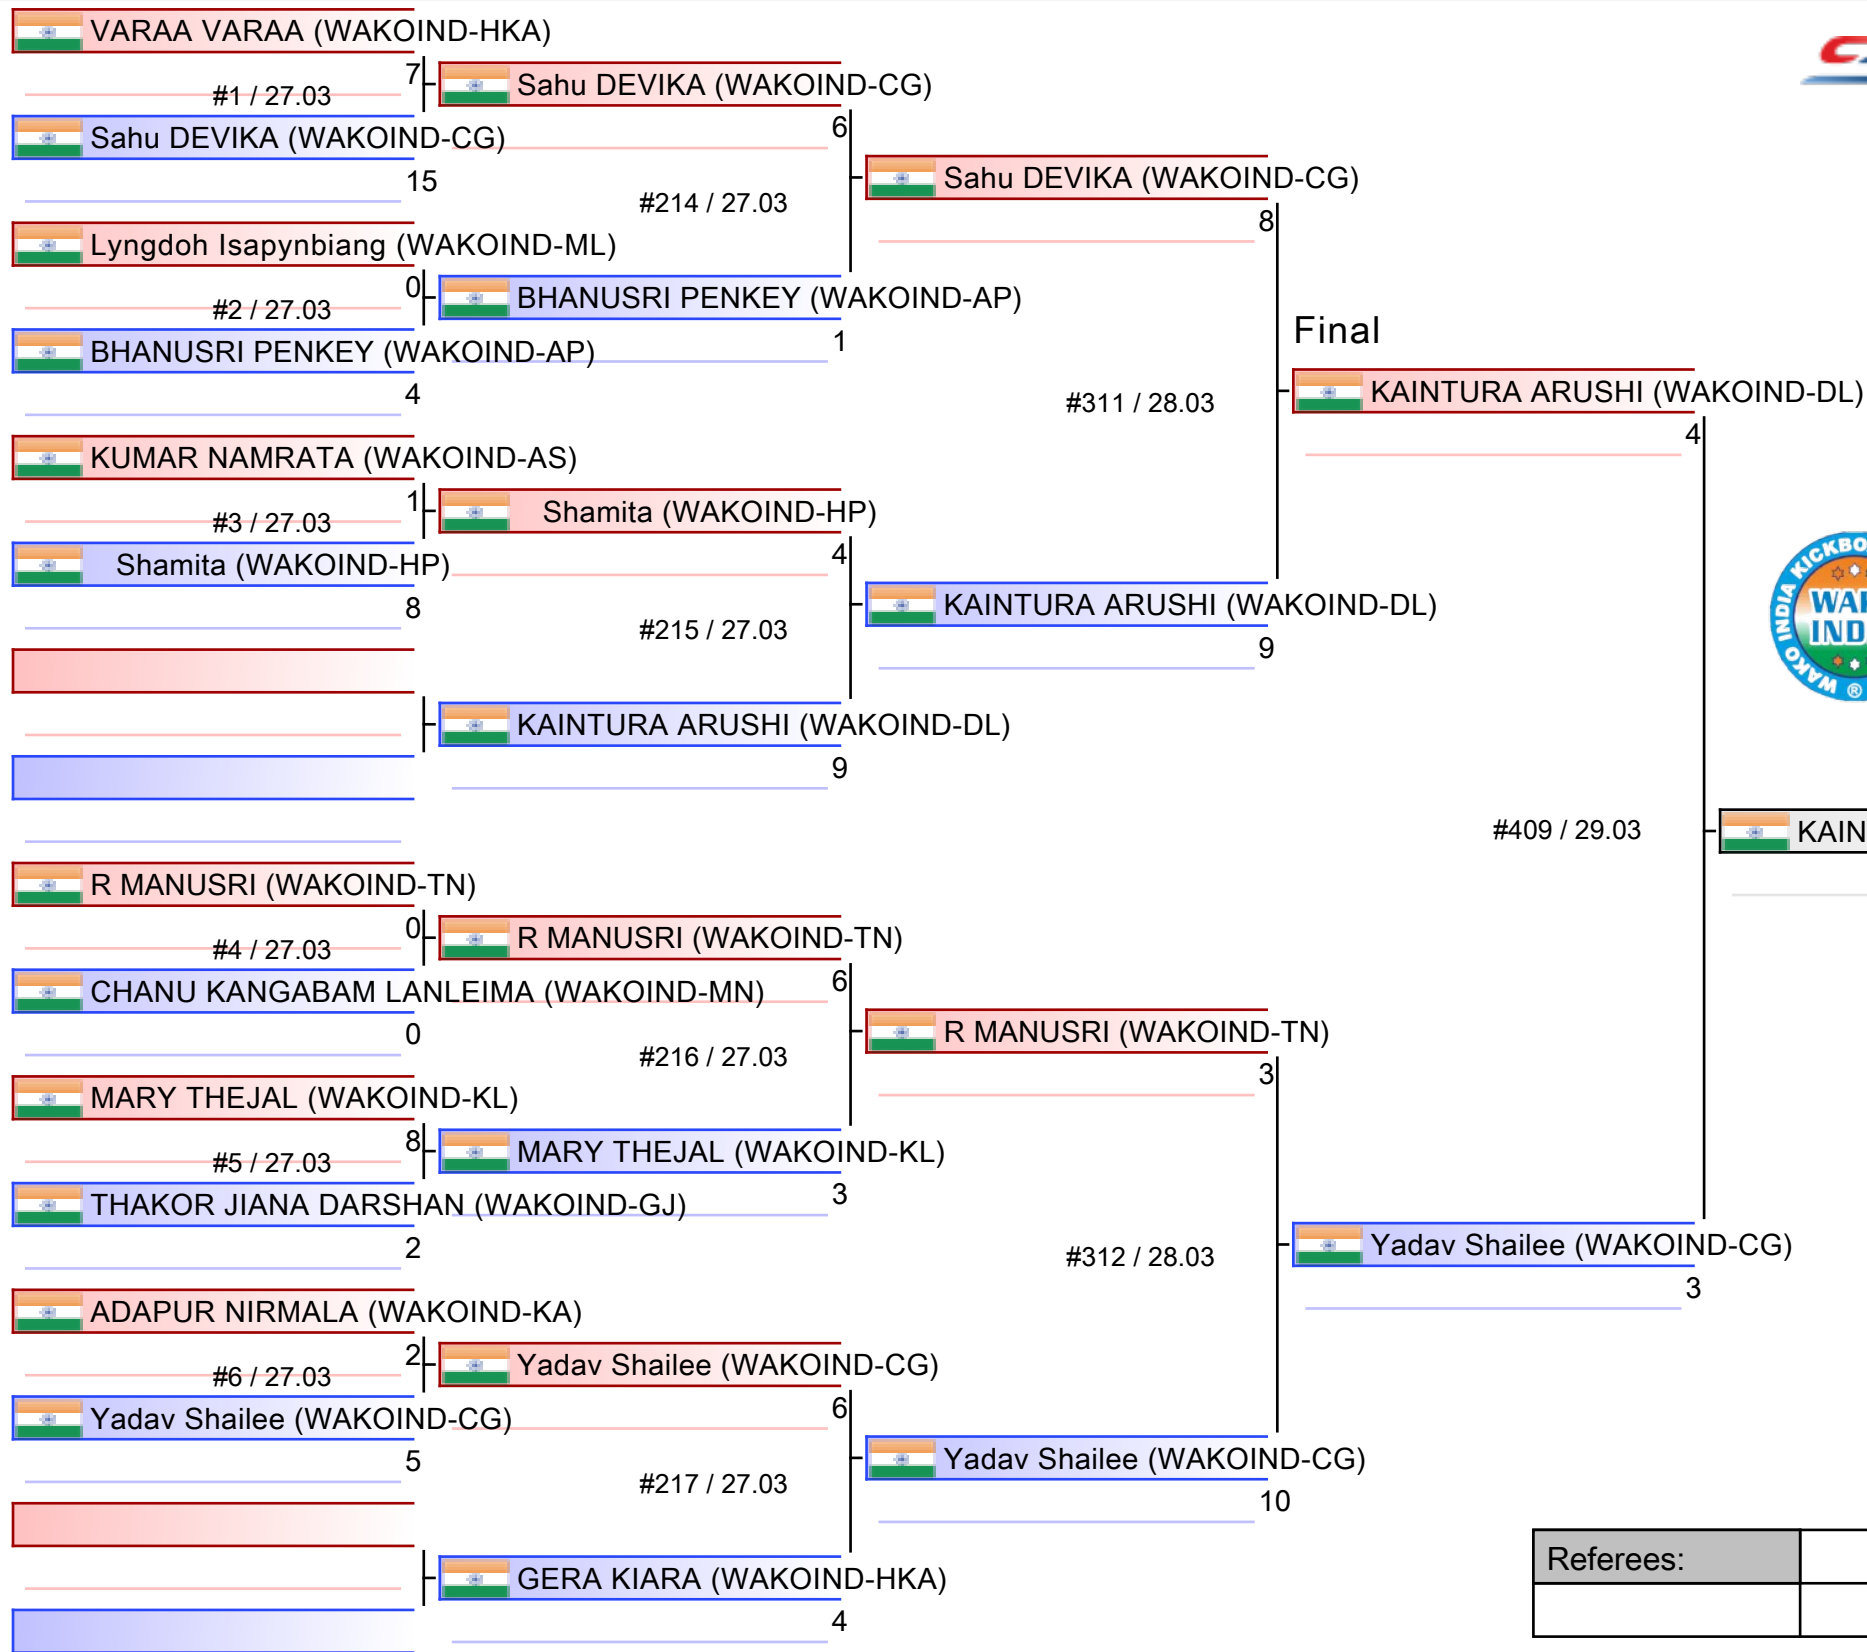 VARAA VARAA (WAKOIND-HKA)
7
#1 / 27.03
Sahu DEVIKA (WAKOIND-CG)
15
Lyngdoh Isapynbiang (WAKOIND-ML)
0
#2 / 27.03
BHANUSRI PENKEY (WAKOIND-AP)
4
KUMAR NAMRATA (WAKOIND-AS)
1
#3 / 27.03
Shamita (WAKOIND-HP)
8
R MANUSRI (WAKOIND-TN)
0
#4 / 27.03
CHANU KANGABAM LANLEIMA (WAKOIND-MN)
0
MARY THEJAL (WAKOIND-KL)
8
#5 / 27.03
THAKOR JIANA DARSHAN (WAKOIND-GJ)
2
ADAPUR NIRMALA (WAKOIND-KA)
2
#6 / 27.03
Yadav Shailee (WAKOIND-CG)
5
Sahu DEVIKA (WAKOIND-CG)
6
#214 / 27.03
BHANUSRI PENKEY (WAKOIND-AP)
1
Shamita (WAKOIND-HP)
4
#215 / 27.03
KAINTURA ARUSHI (WAKOIND-DL)
9
R MANUSRI (WAKOIND-TN)
6
#216 / 27.03
MARY THEJAL (WAKOIND-KL)
3
Yadav Shailee (WAKOIND-CG)
6
#217 / 27.03
GERA KIARA (WAKOIND-HKA)
4
Sahu DEVIKA (WAKOIND-CG)
8
#311 / 28.03
KAINTURA ARUSHI (WAKOIND-DL)
9
R MANUSRI (WAKOIND-TN)
3
#312 / 28.03
Yadav Shailee (WAKOIND-CG)
10
Final
KAINTURA ARUSHI (WAKOIND-DL)
4
#409 / 29.03
Yadav Shailee (WAKOIND-CG)
3
KAIN
WAKO INDIA
®
Referees: